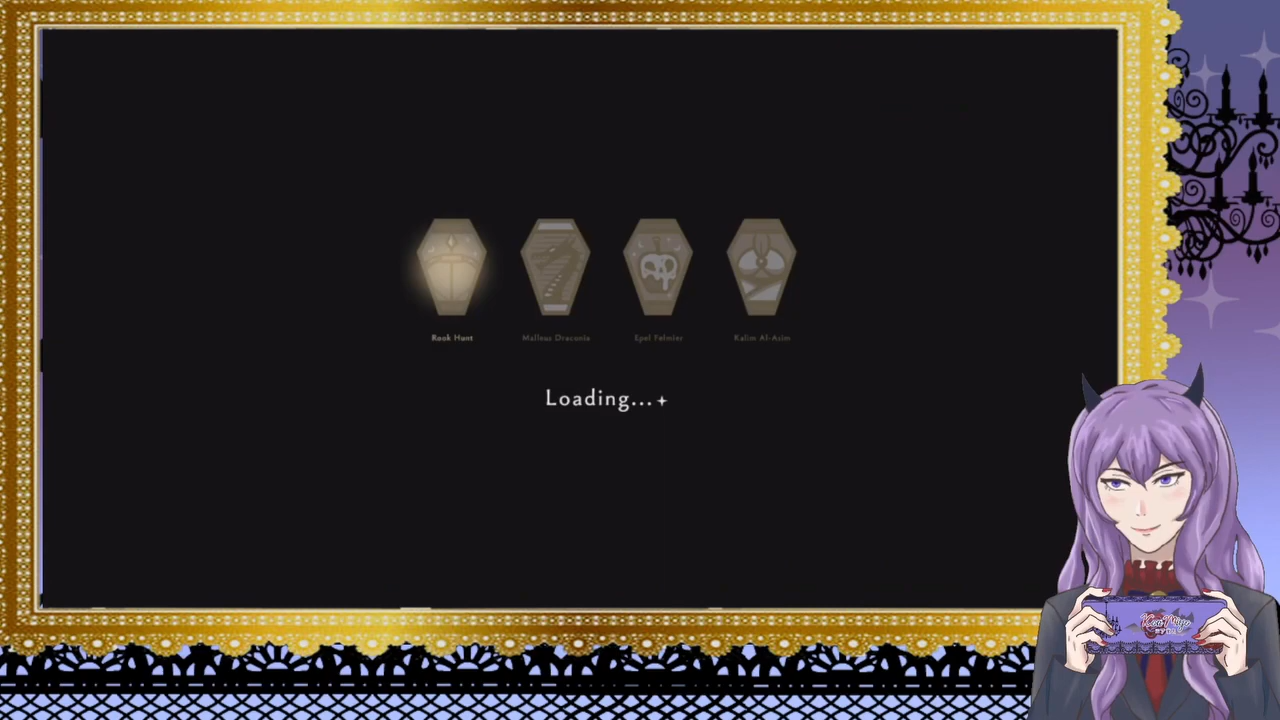 Rook Hunt
Malleus Draconia
Epel Felmier
Kalim Al-Asim
Loading...